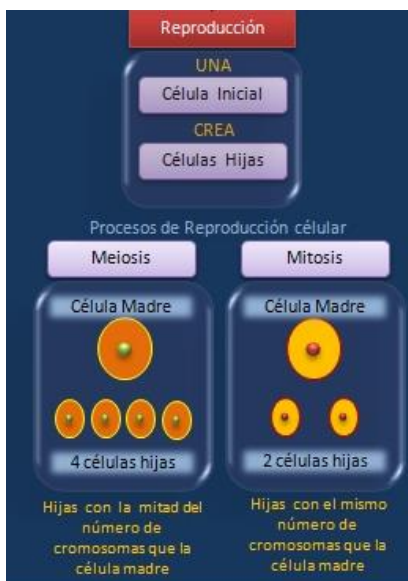 Reproducción
UNA
Célula Inicial
CREA
Células Hijas
Procesos de Reproducción célular
Meiosis
Mitosis
Célula Madre
4 células hijas
Hijas con la mitad del
número de
cromosomas que la
célula madre
Célula Madre
2 células hijas
Hijas con el mismo
número de
cromosomas que la
célula madre